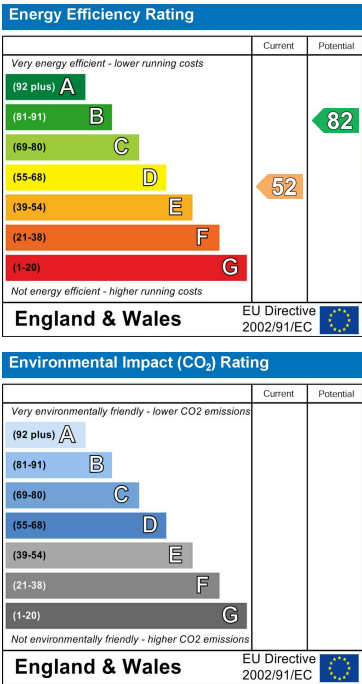 Energy Efficiency Rating
Current Potential
Very energy efficient - lower running costs
(92 plus) A
(81-91) B
82
(69-80) C
(55-68) D
52
(39-54) E
(21-38) F
(1-20) G
Not energy efficient - higher running costs
England & Wales
EU Directive
2002/91/EC
Environmental Impact (CO₂) Rating
Current Potential
Very environmentally friendly - lower CO2 emissions
(92 plus) A
(81-91) B
(69-80) C
(55-68) D
(39-54) E
(21-38) F
(1-20) G
Not environmentally friendly - higher CO2 emissions
England & Wales
EU Directive
2002/91/EC